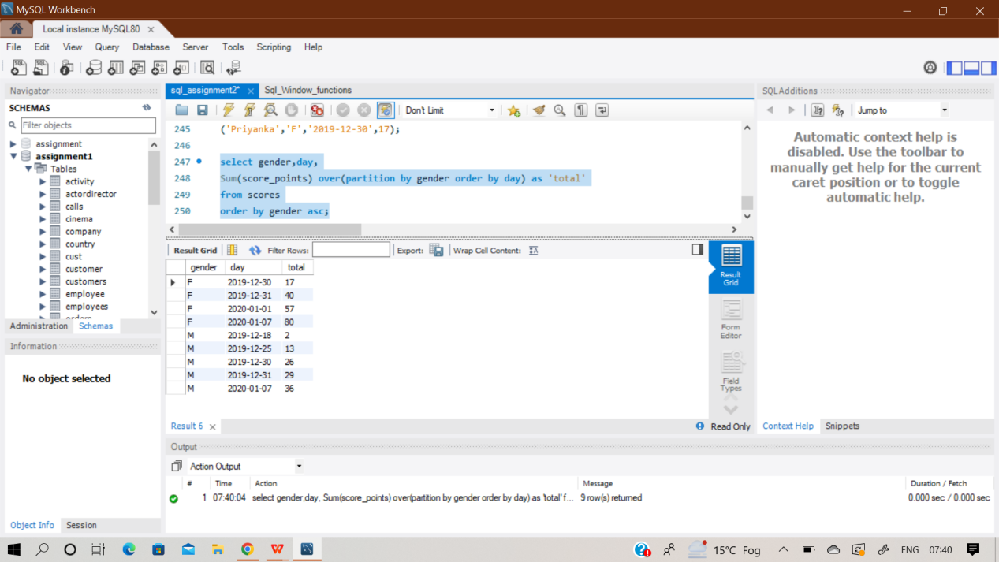 MySQL Workbench
Local instance MySQL80
File Edit View Query Database Server Tools Scripting Help
Navigator
SCHEMAS
Filter objects
assignment
assignment1
Tables
activity
actordirector
calls
cinema
company
country
cust
customer
customers
employee
employees
Administration Schemas
Information
No object selected
Object Info Session
sql_assignment2* Sql_Window_functions
Don't Limit
245 ('Priyanka','F','2019-12-30',17);
246
247 select gender,day,
248 Sum(score_points) over(partition by gender order by day) as 'total'
249 from scores
250 order by gender asc;
Result Grid Filter Rows: Export: Wrap Cell Content:
gender day total
F 2019-12-30 17
F 2019-12-31 40
F 2020-01-01 57
F 2020-01-07 80
M 2019-12-18 2
M 2019-12-25 13
M 2019-12-30 26
M 2019-12-31 29
M 2020-01-07 36
Result
Grid
Form
Editor
Field
Types
Result 6
Read Only
Output
Action Output
# Time Action Message Duration / Fetch
1 07:40:04 select gender,day, Sum(score_points) over(partition by gender order by day) as 'total' f... 9 row(s) returned 0.000 sec / 0.000 sec
SQLAdditions
Jump to
Automatic context help is
disabled. Use the toolbar to
manually get help for the current
caret position or to toggle
automatic help.
Context Help Snippets
15°C Fog
ENG 07:40